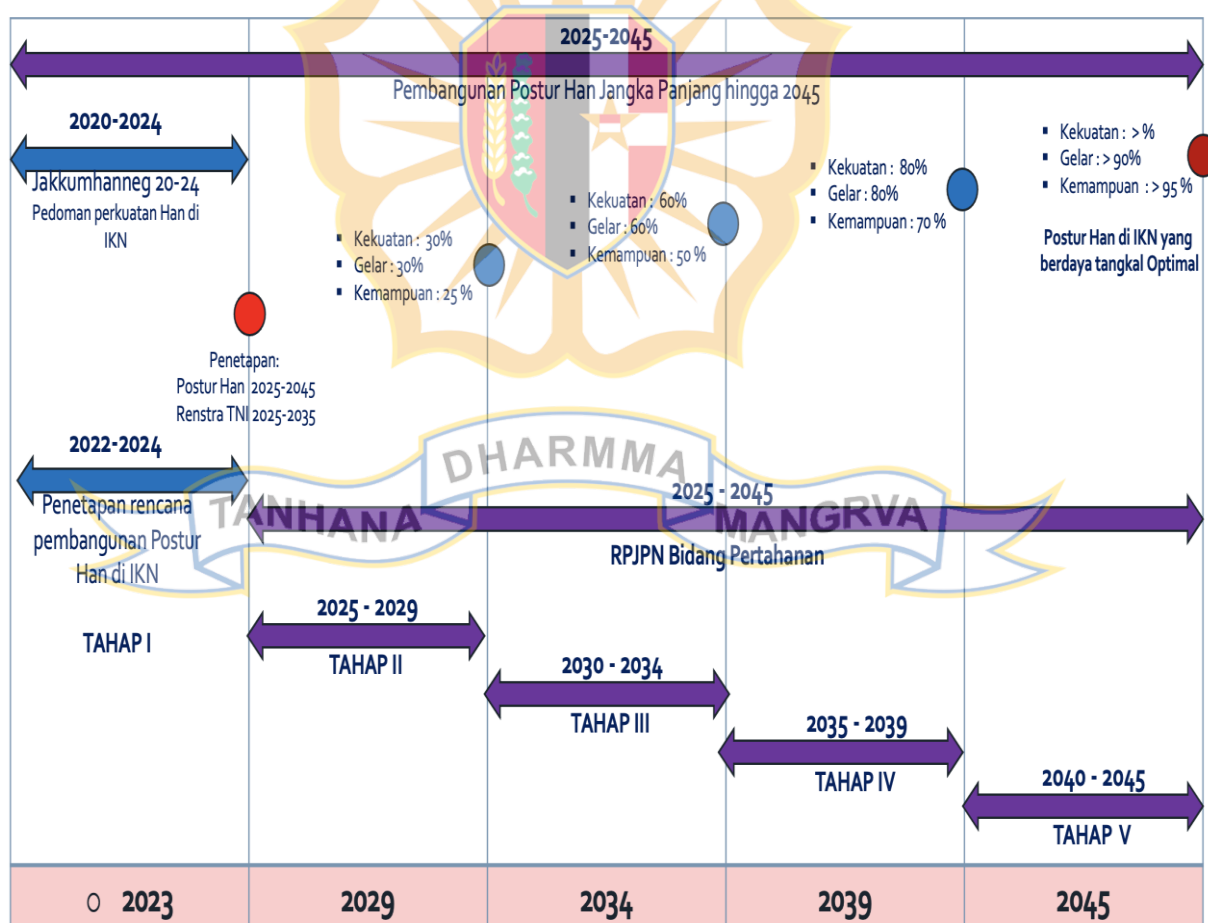 2025-2045
Pembangunan Postur Han Jangka Panjang hingga 2045
2020-2024
Jakkumhanneg 20-24
Pedoman perkuatan Han di
IKN
▪ Kekuatan : 30%
▪ Gelar : 30%
▪ Kemampuan : 25 %
▪ Kekuatan : 60%
▪ Gelar : 60%
▪ Kemampuan : 50 %
▪ Kekuatan : 80%
▪ Gelar : 80%
▪ Kemampuan : 70 %
▪ Kekuatan : > %
▪ Gelar : > 90%
▪ Kemampuan : > 95 %
Postur Han di IKN yang
berdaya tangkal Optimal
Penetapan:
Postur Han 2025-2045
Renstra TNI 2025-2035
2022-2024
Penetapan rencana
pembangunan Postur
Han di IKN
TANHANA DHARMMA MANGRVA
2025 - 2045
RPJPN Bidang Pertahanan
TAHAP I
2025 - 2029
TAHAP II
2030 - 2034
TAHAP III
2035 - 2039
TAHAP IV
2040 - 2045
TAHAP V
○ 2023 2029 2034 2039 2045